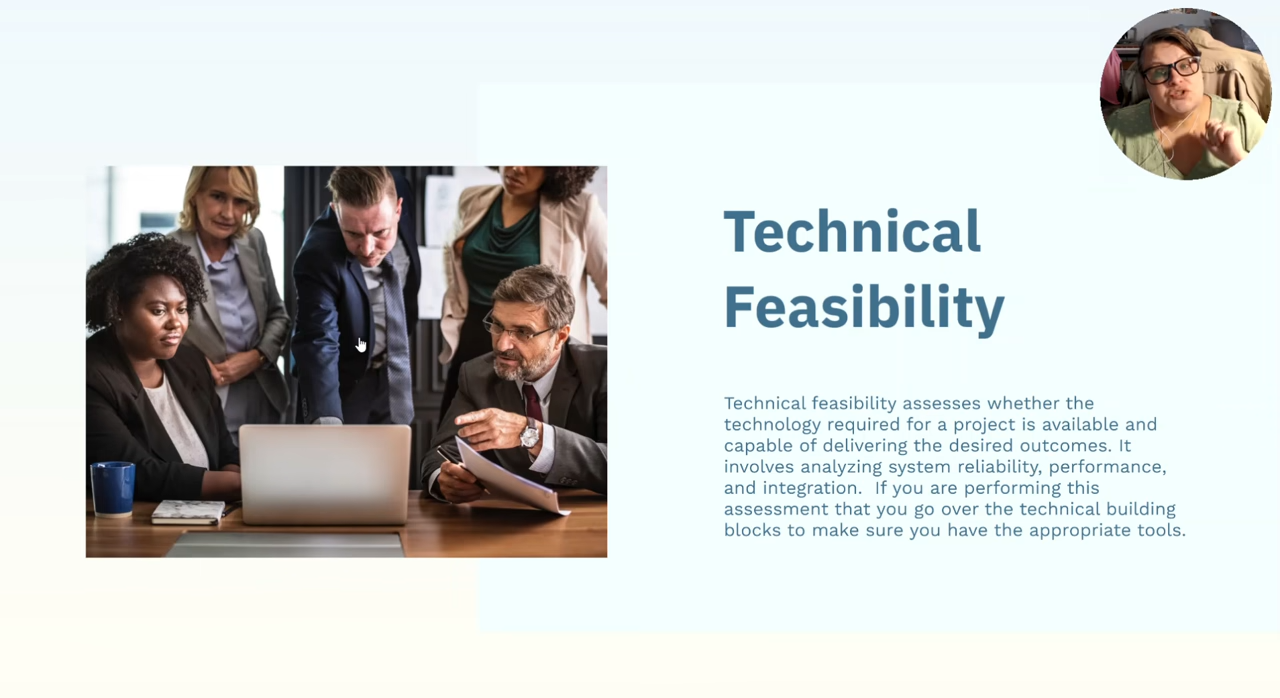 Technical
Feasibility
Technical feasibility assesses whether the
technology required for a project is available and
capable of delivering the desired outcomes. It
involves analyzing system reliability, performance,
and integration.  If you are performing this
assessment that you go over the technical building
blocks to make sure you have the appropriate tools.